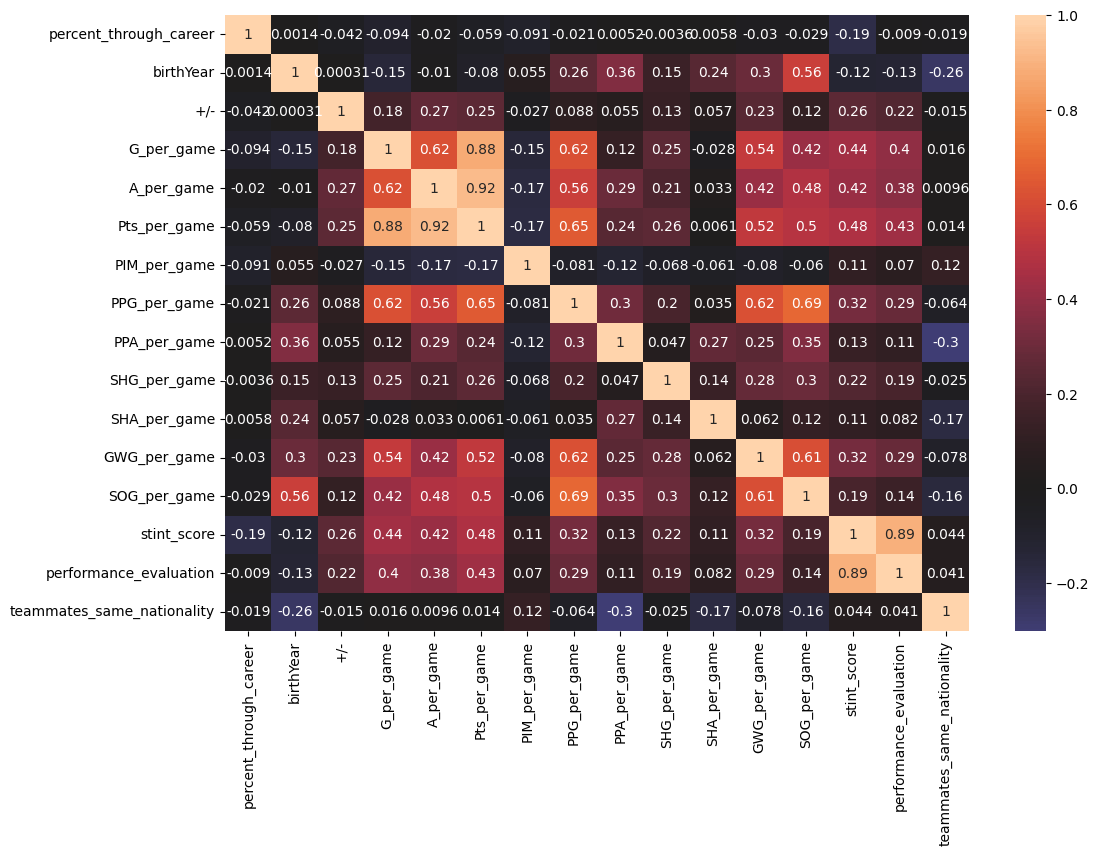 percent_through_career 1 0.0014 -0.042 -0.094 -0.02 -0.059 -0.091 -0.021 0.0052 -0.0036 0.0058 -0.03 -0.029 -0.19 -0.009 -0.019
birthYear 0.0014 1 0.00031 -0.15 -0.01 -0.08 0.055 0.26 0.36 0.15 0.24 0.3 0.56 -0.12 -0.13 -0.26
+/- -0.042 0.00031 1 0.18 0.27 0.25 -0.027 0.088 0.055 0.13 0.057 0.23 0.12 0.26 0.22 -0.015
G_per_game -0.094 -0.15 0.18 1 0.62 0.88 -0.15 0.62 0.12 0.25 -0.028 0.54 0.42 0.44 0.4 0.016
A_per_game -0.02 -0.01 0.27 0.62 1 0.92 -0.17 0.56 0.29 0.21 0.033 0.42 0.48 0.42 0.38 0.0096
Pts_per_game -0.059 -0.08 0.25 0.88 0.92 1 -0.17 0.65 0.24 0.26 0.0061 0.52 0.5 0.48 0.43 0.014
PIM_per_game -0.091 0.055 -0.027 -0.15 -0.17 -0.17 1 -0.081 -0.12 -0.068 -0.061 -0.08 -0.06 0.11 0.07 0.12
PPG_per_game -0.021 0.26 0.088 0.62 0.56 0.65 -0.081 1 0.3 0.2 0.035 0.62 0.69 0.32 0.29 -0.064
PPA_per_game 0.0052 0.36 0.055 0.12 0.29 0.24 -0.12 0.3 1 0.047 0.27 0.25 0.35 0.13 0.11 -0.3
SHG_per_game -0.0036 0.15 0.13 0.25 0.21 0.26 -0.068 0.2 0.047 1 0.14 0.28 0.3 0.22 0.19 -0.025
SHA_per_game 0.0058 0.24 0.057 -0.028 0.033 0.0061 -0.061 0.035 0.27 0.14 1 0.062 0.12 0.11 0.082 -0.17
GWG_per_game -0.03 0.3 0.23 0.54 0.42 0.52 -0.08 0.62 0.25 0.28 0.062 1 0.61 0.32 0.29 -0.078
SOG_per_game -0.029 0.56 0.12 0.42 0.48 0.5 -0.06 0.69 0.35 0.3 0.12 0.61 1 0.19 0.14 -0.16
stint_score -0.19 -0.12 0.26 0.44 0.42 0.48 0.11 0.32 0.13 0.22 0.11 0.32 0.19 1 0.89 0.044
performance_evaluation -0.009 -0.13 0.22 0.4 0.38 0.43 0.07 0.29 0.11 0.19 0.082 0.29 0.14 0.89 1 0.041
teammates_same_nationality -0.019 -0.26 -0.015 0.016 0.0096 0.014 0.12 -0.064 -0.3 -0.025 -0.17 -0.078 -0.16 0.044 0.041 1
percent_through_career
birthYear
+/-
G_per_game
A_per_game
Pts_per_game
PIM_per_game
PPG_per_game
PPA_per_game
SHG_per_game
SHA_per_game
GWG_per_game
SOG_per_game
stint_score
performance_evaluation
teammates_same_nationality
1.0
0.8
0.6
0.4
0.2
0.0
−0.2